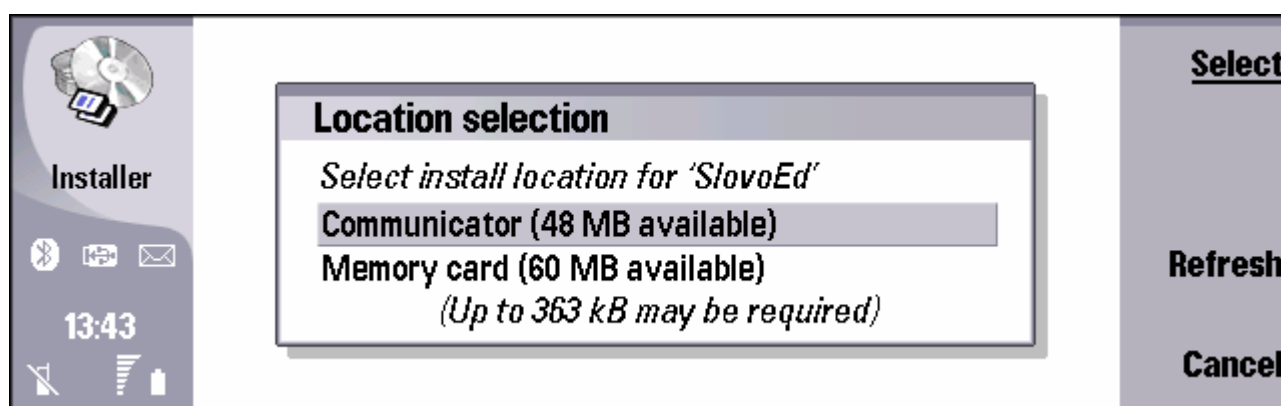 Installer
13:43
Location selection
Select install location for 'SlovoEd'
Communicator (48 MB available)
Memory card (60 MB available)
(Up to 363 kB may be required)
Select
Refresh
Cancel